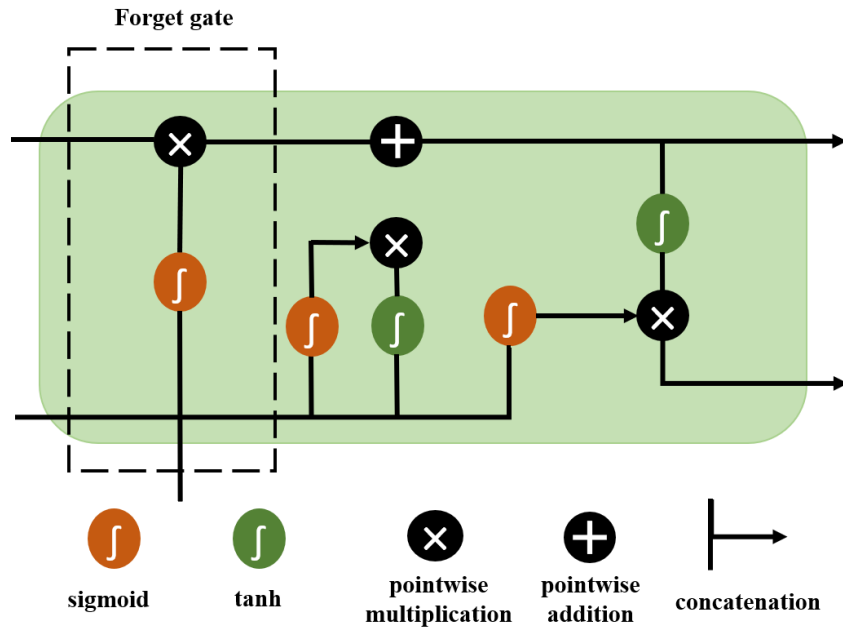 Forget gate
sigmoid
tanh
pointwise
multiplication
pointwise
addition
concatenation